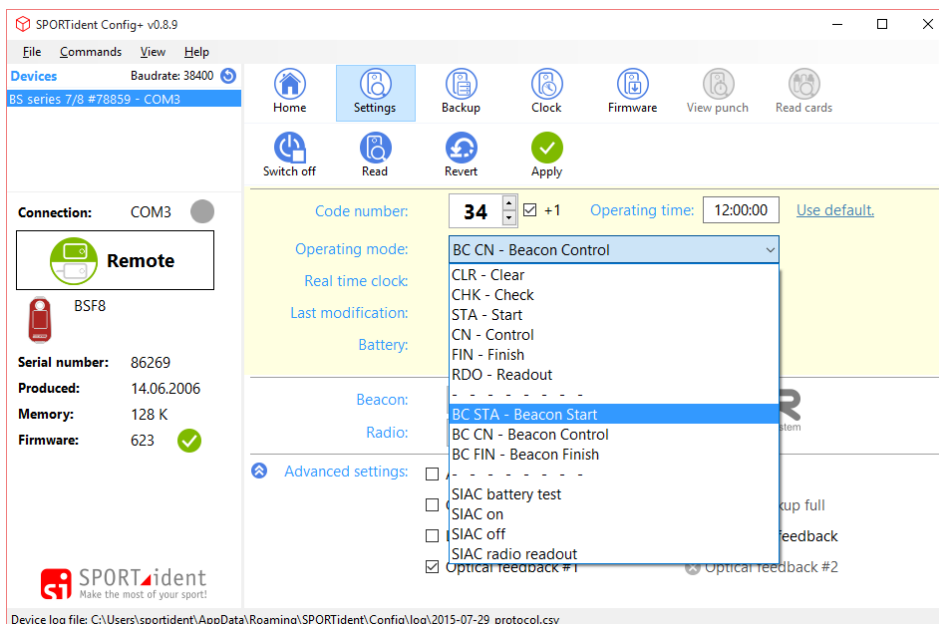 SPORTident Config+ v0.8.9
File Commands View Help
Devices Baudrate: 38400
BS series 7/8 #78859 - COM3
Home Settings Backup Clock Firmware View punch Read cards
Switch off Read Revert Apply
Connection: COM3
Remote
BSF8
Serial number: 86269
Produced: 14.06.2006
Memory: 128 K
Firmware: 623
SPORTident
Make the most of your sport!
Code number: 34 +1 Operating time: 12:00:00 Use default.
Operating mode: BC CN - Beacon Control
Real time clock:
Last modification:
Battery:
CLR - Clear
CHK - Check
STA - Start
CN - Control
FIN - Finish
RDO - Readout
- - - - - - - -
BC STA - Beacon Start
BC CN - Beacon Control
BC FIN - Beacon Finish
- - - - - - - -
SIAC battery test
SIAC on
SIAC off
SIAC radio readout
Beacon:
Radio:
Advanced settings:
up full
feedback
Optical feedback #1 Optical feedback #2
Device log file: C:\Users\sportident\AppData\Roaming\SPORTident\Config\log\2015-07-29_protocol.csv